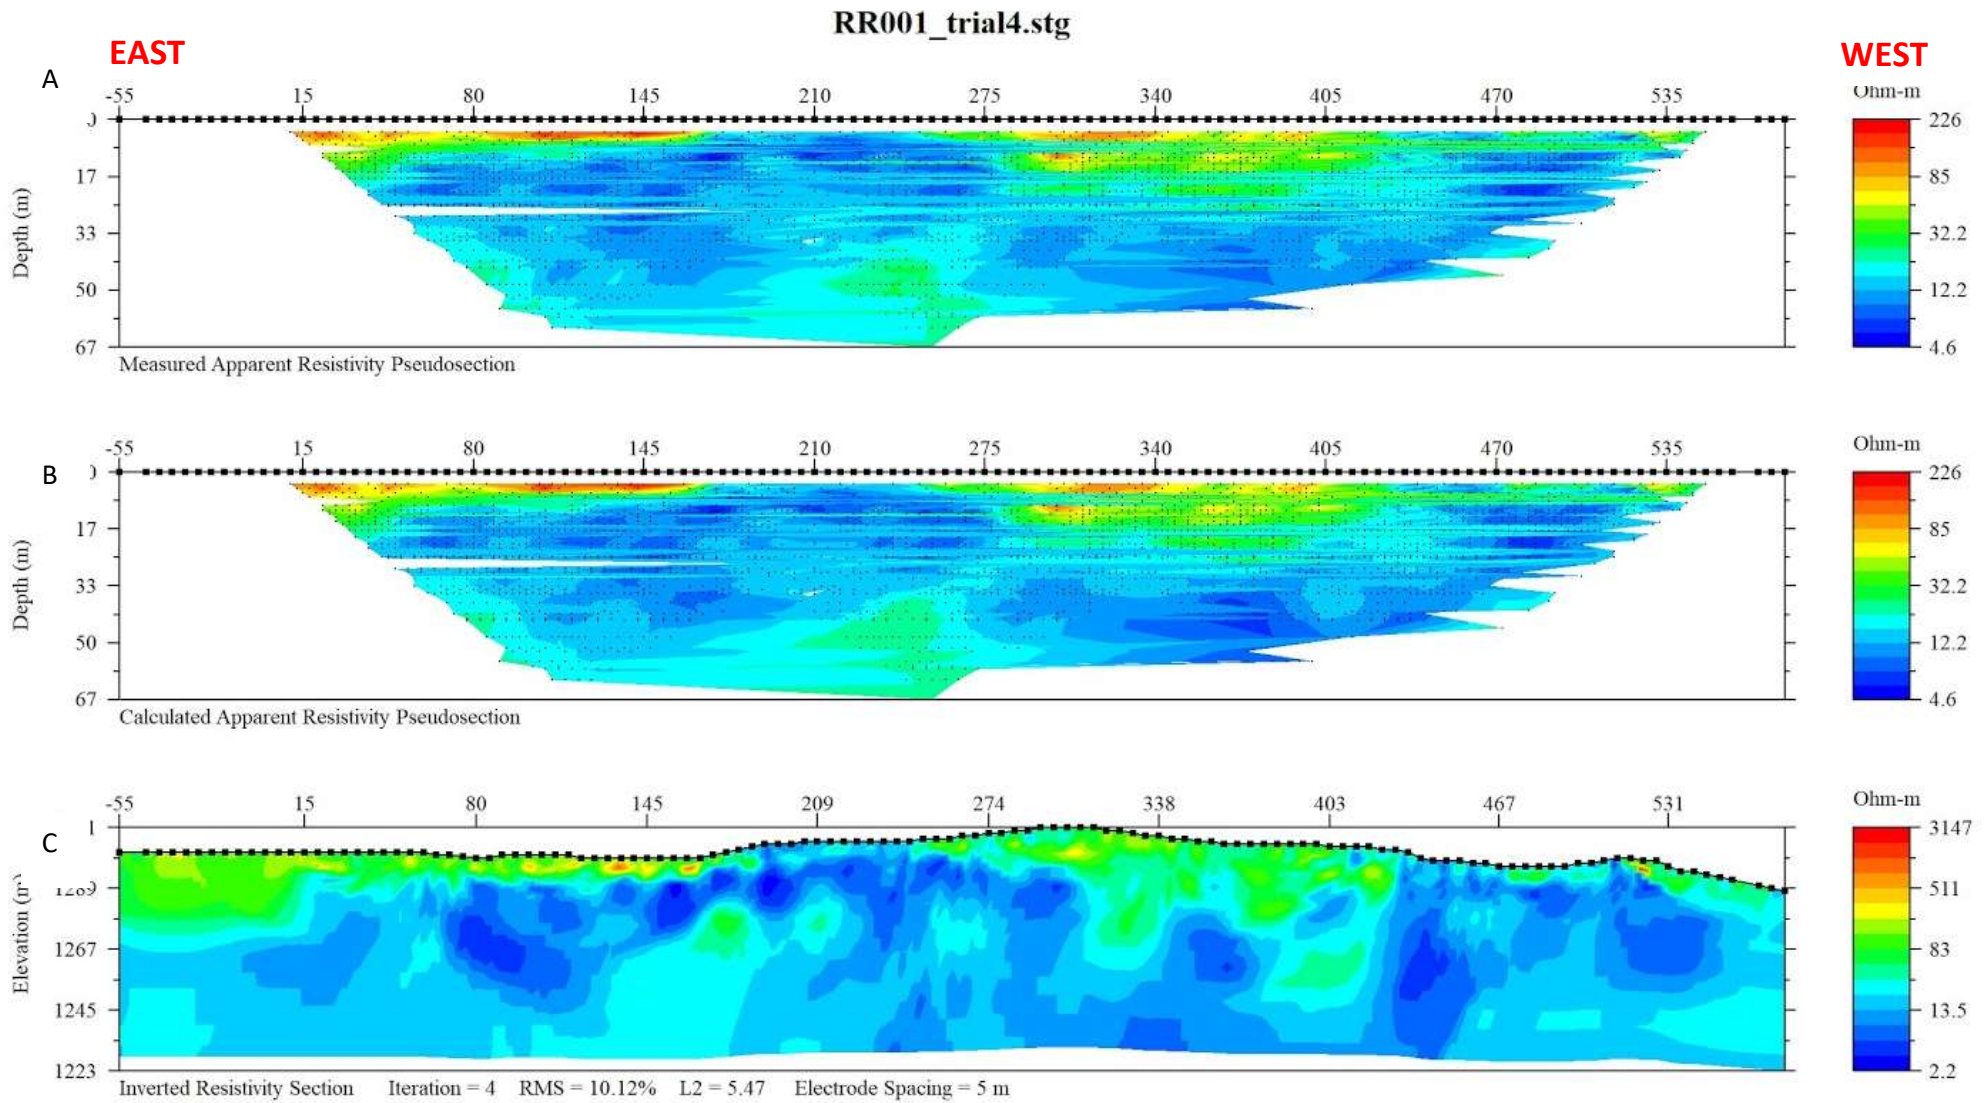 RR001_trial4.stg
EAST WEST
A
-55 15 80 145 210 275 340 405 470 535 Ohm-m
226
17 85
33 32.2
50 12.2
67 4.6
Depth (m)
Measured Apparent Resistivity Pseudosection
-55 15 80 145 210 275 340 405 470 535 Ohm-m
B
226
17 85
33 32.2
50 12.2
67 4.6
Depth (m)
Calculated Apparent Resistivity Pseudosection
-55 15 80 145 209 274 338 403 467 531 Ohm-m
C
3147
511
1267 83
1245 13.5
1223 2.2
Elevation
Inverted Resistivity Section Iteration = 4 RMS = 10.12% L2 = 5.47 Electrode Spacing = 5 m